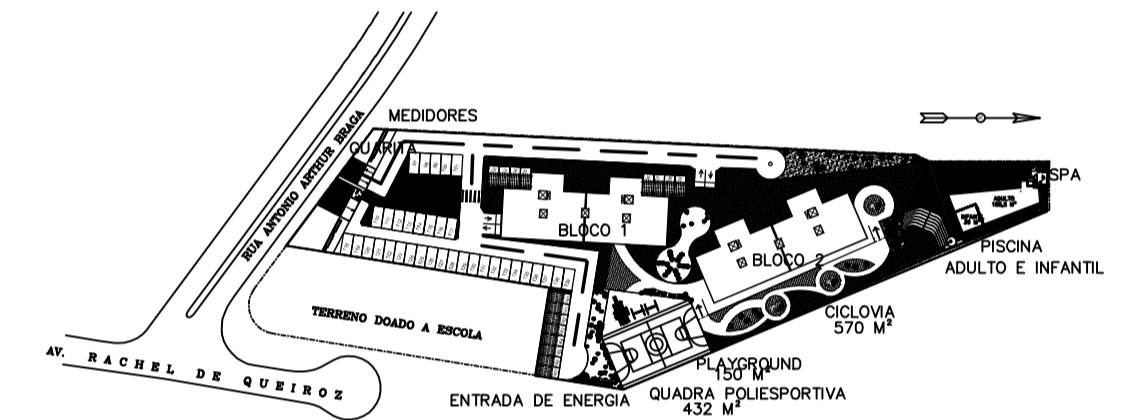 MEDIDORES
GUARITA
RUA ANTONIO ARTHUR BRAGA
SPA
BLOCO 1
BLOCO 2
PISCINA
ADULTO E INFANTIL
CICLOVIA
570 M²
TERRENO DOADO A ESCOLA
AV. RACHEL DE QUEIROZ
PLAYGROUND
150 M²
ENTRADA DE ENERGIA
QUADRA POLIESPORTIVA
432 M²